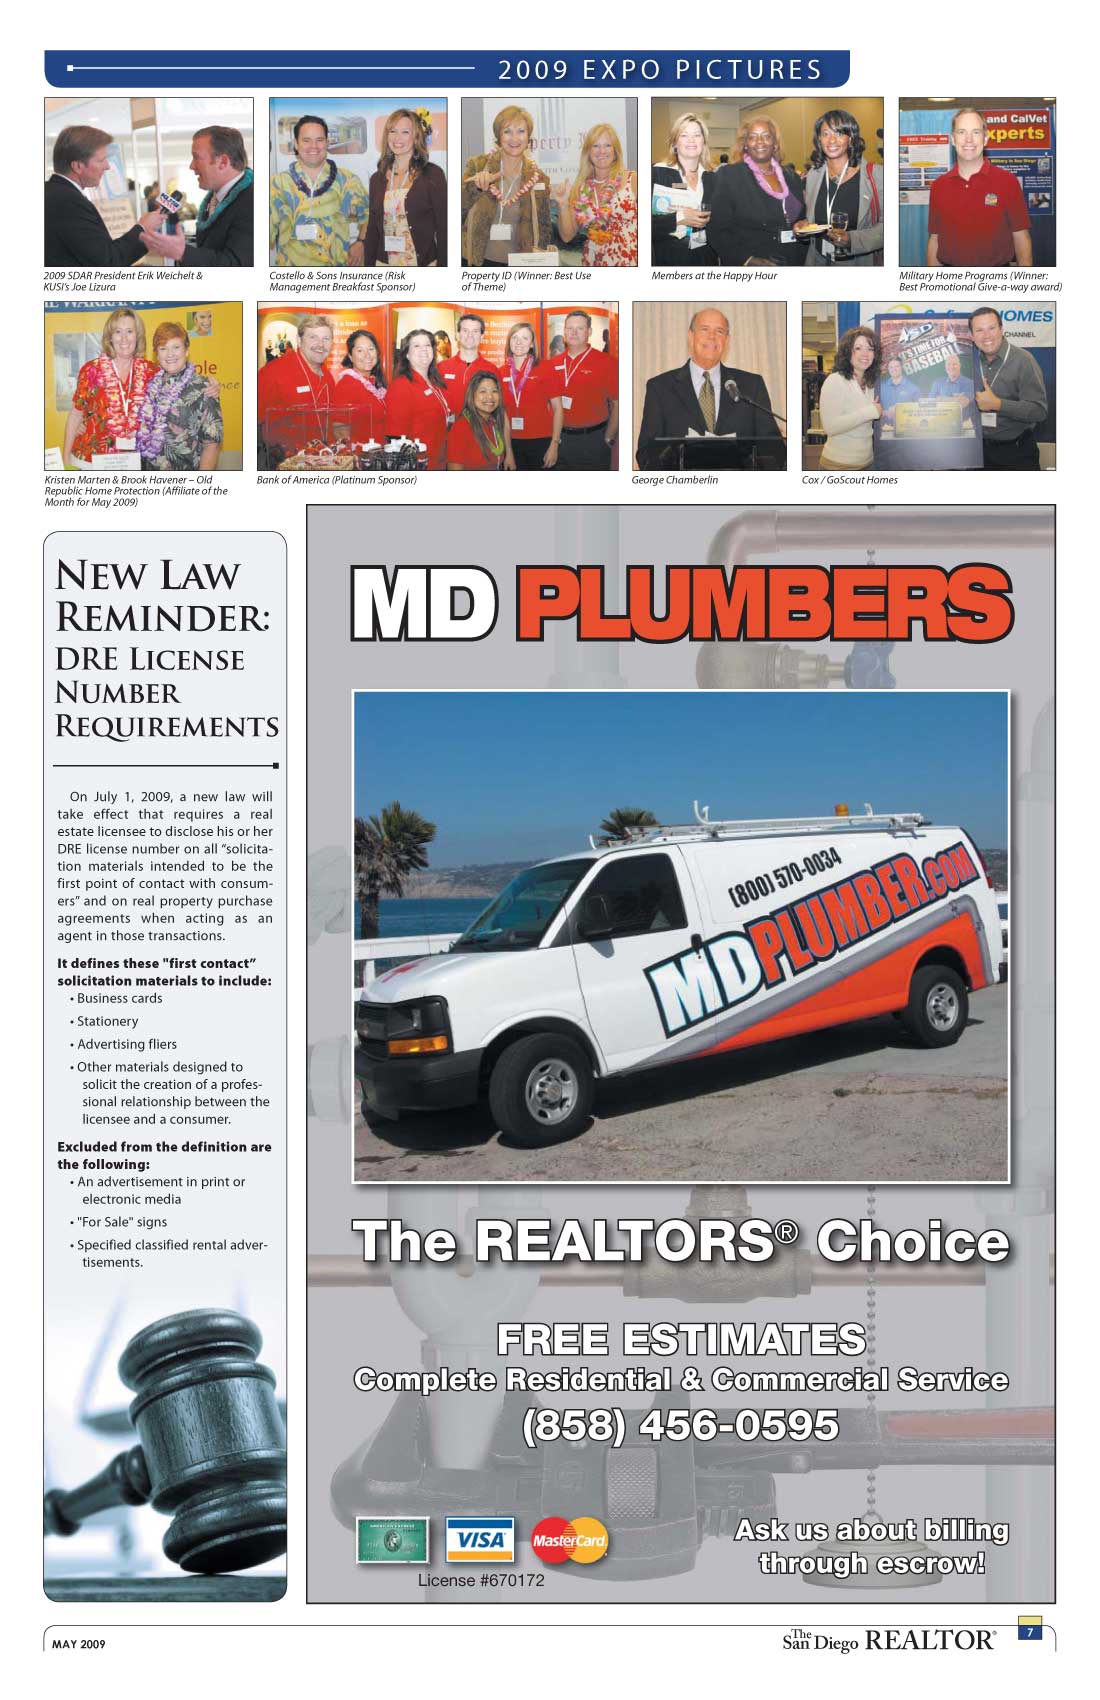 2009 EXPO PICTURES
and CalVet
xperts
2009 SDAR President Erik Weichelt &
KUSI's Joe Lizura
Costello & Sons Insurance (Risk
Management Breakfast Sponsor)
Property ID (Winner: Best Use
of Theme)
Members at the Happy Hour
Military Home Programs (Winner:
Best Promotional Give-a-way award)
HOMES
CHANNEL
IT'S TIME FOR
BASEBALL
Kristen Marten & Brook Havener – Old
Republic Home Protection (Affiliate of the
Month for May 2009)
Bank of America (Platinum Sponsor)
George Chamberlin
Cox / GoScout Homes
NEW LAW
REMINDER:
DRE LICENSE
NUMBER
REQUIREMENTS
On July 1, 2009, a new law will
take effect that requires a real
estate licensee to disclose his or her
DRE license number on all “solicita-
tion materials intended to be the
first point of contact with consum-
ers” and on real property purchase
agreements when acting as an
agent in those transactions.
It defines these "first contact”
solicitation materials to include:
• Business cards
• Stationery
• Advertising fliers
• Other materials designed to
solicit the creation of a profes-
sional relationship between the
licensee and a consumer.
Excluded from the definition are
the following:
• An advertisement in print or
electronic media
• "For Sale" signs
• Specified classified rental adver-
tisements.
MD PLUMBERS
(800) 570-0034
MDPLUMBER.COM
The REALTORS® Choice
FREE ESTIMATES
Complete Residential & Commercial Service
(858) 456-0595
AMERICAN EXPRESS
VISA
MasterCard
License #670172
Ask us about billing
through escrow!
MAY 2009
The San Diego REALTOR®
7